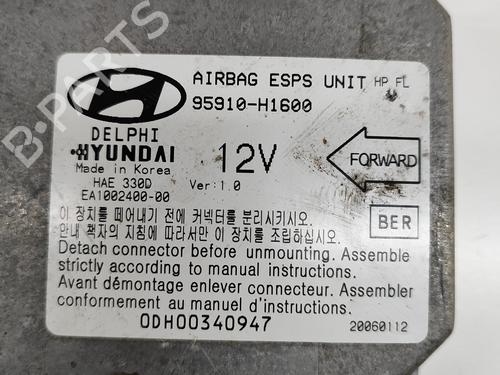 AIRBAG ESPS UNIT HP FL
95910-H1600
DELPHI
HYUNDAI
Made in Korea
HAE 330D
EA1002400-00
12V
Ver:1.0
FORWARD
BER
이 장치를 떼어내기 전에 커넥터를 분리시키시오.
안내 책자의 지침에 따라서만 이 장치를 조립하십시오.
Detach connector before unmounting. Assemble
strictly according to manual instructions.
Avant démontage enlever connecteur. Assembler
conformement au manuel d'instructions.
ODH00340947
20060112
B-PARTS